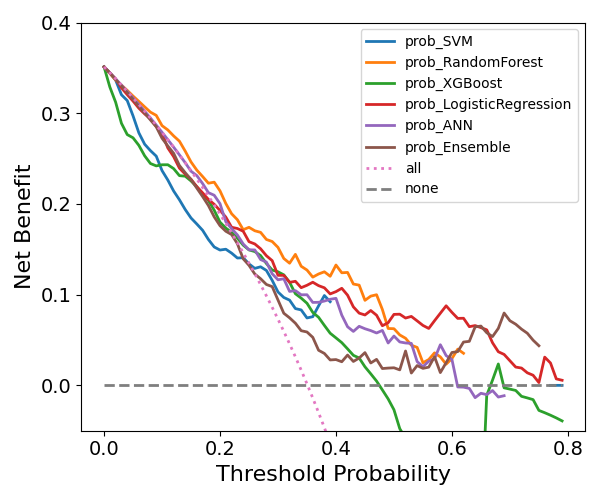 0.4
0.3
0.2
0.1
0.0
Net Benefit
prob_SVM
prob_RandomForest
prob_XGBoost
prob_LogisticRegression
prob_ANN
prob_Ensemble
all
none
0.0 0.2 0.4 0.6 0.8
Threshold Probability